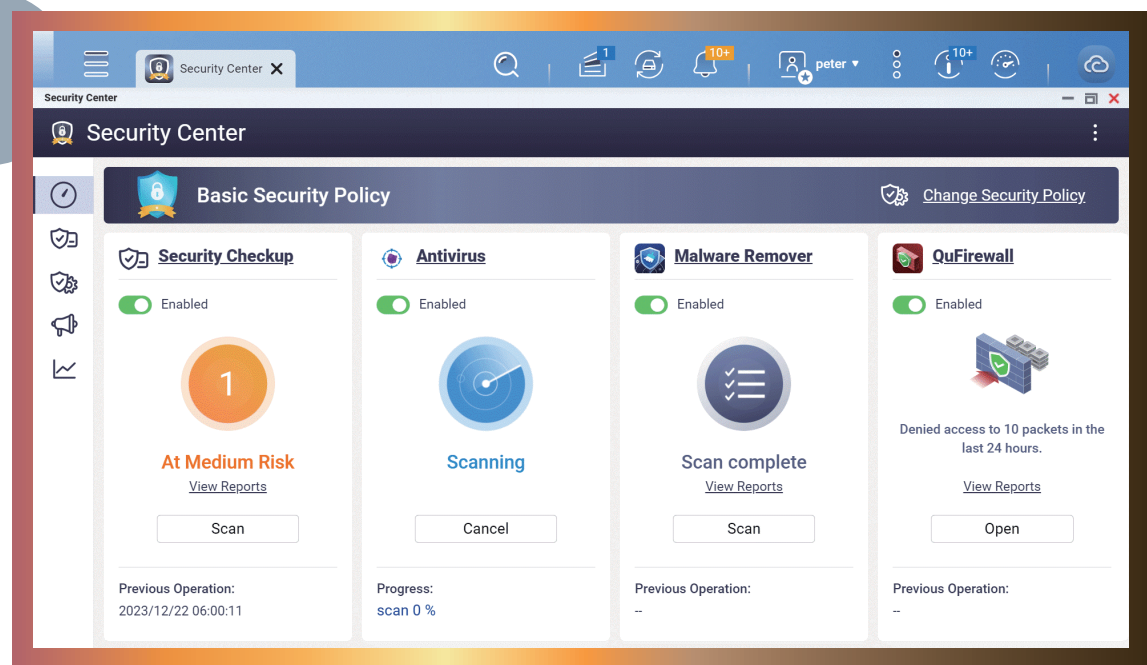 Security Center
1
10+
peter
10+
Security Center
Security Center
Basic Security Policy
Change Security Policy
Security Checkup
Enabled
1
At Medium Risk
View Reports
Scan
Previous Operation:
2023/12/22 06:00:11
Antivirus
Enabled
Scanning
Cancel
Progress:
scan 0 %
Malware Remover
Enabled
Scan complete
View Reports
Scan
Previous Operation:
--
QuFirewall
Enabled
Denied access to 10 packets in the
last 24 hours.
View Reports
Open
Previous Operation:
--